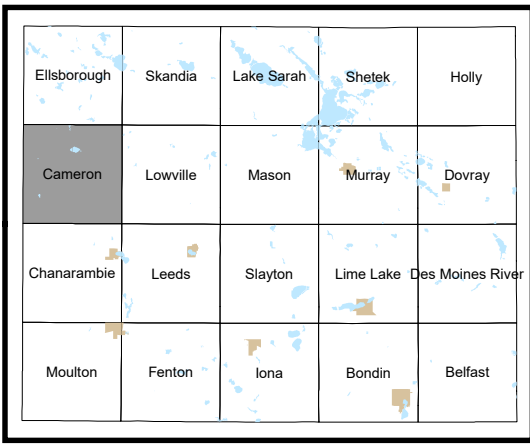 Ellsborough Skandia Lake Sarah Shetek Holly
Cameron Lowville Mason Murray Dovray
Chanarambie Leeds Slayton Lime Lake Des Moines River
Moulton Fenton Iona Bondin Belfast